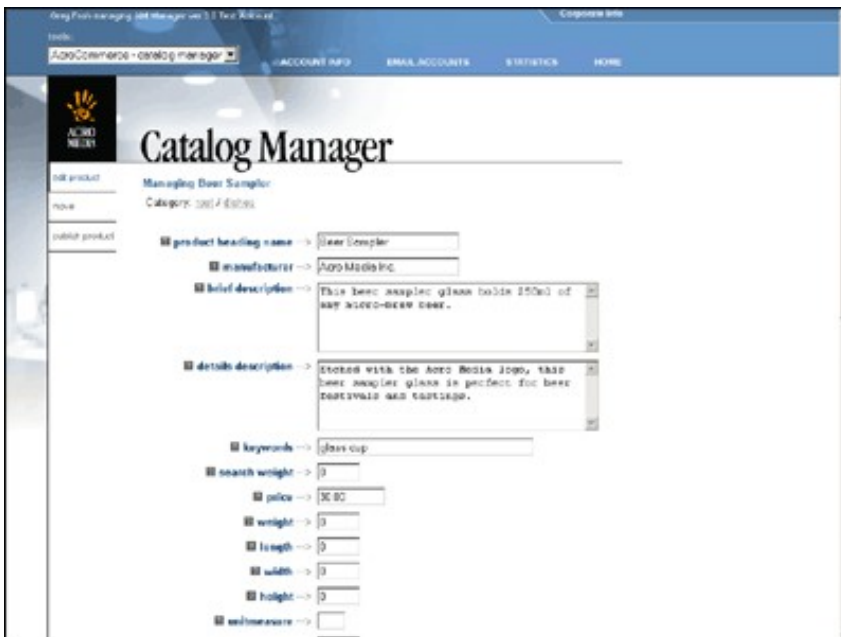 Corporate Info
tools:
AcroCommerce - catalog manager
ACCOUNT INFO EMAIL ACCOUNTS STATISTICS HOME
ACRO
MEDIA
Catalog Manager
edit product
Managing Beer Sampler
move
Category: root / dishes
publish product
product heading name --> Beer Sampler
manufacturer --> Acro Media Inc.
brief description --> This beer sampler glass holds 250ml of
any micro-brew beer.
details description --> Etched with the Acro Media logo, this
beer sampler glass is perfect for beer
festivals and tastings.
keywords --> glass cup
search weight --> 0
price -->
weight --> 0
length --> 0
width --> 0
height --> 0
unitmeasure -->